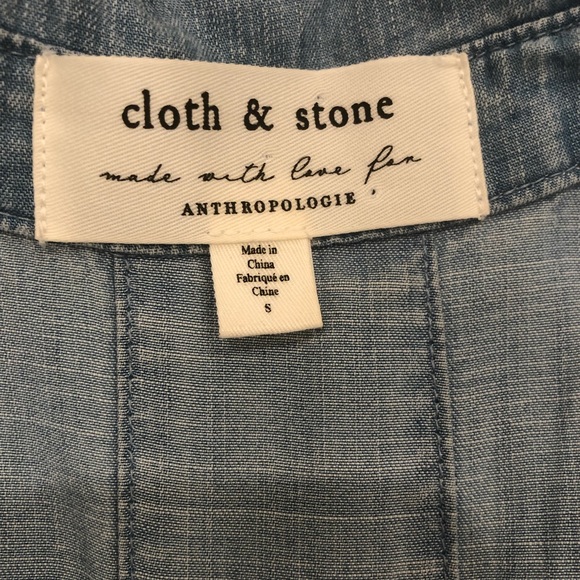 cloth & stone
made with love for
ANTHROPOLOGIE
Made in
China
Fabriqué en
Chine
S